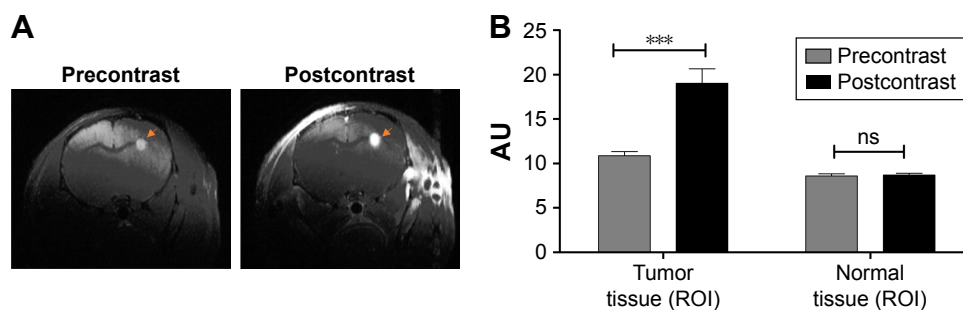 A
Precontrast
Postcontrast
B
AU
25
20
15
10
5
0
***
ns
Precontrast
Postcontrast
Tumor
tissue (ROI)
Normal
tissue (ROI)